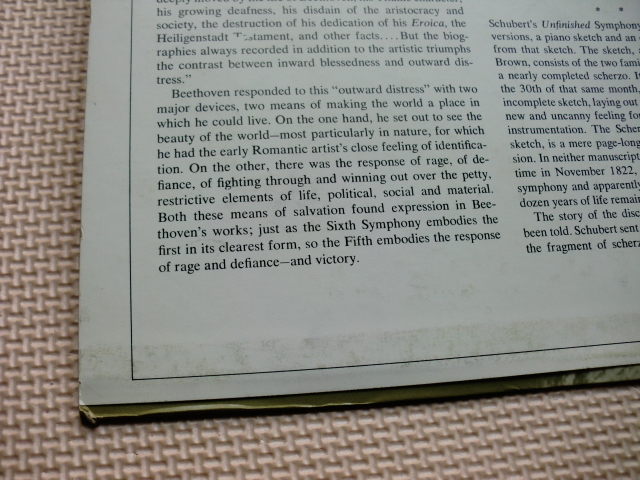 his growing deafness, his disdain of the aristocracy and
society, the destruction of his dedication of his Eroica, the
Heiligenstadt Testament, and other facts....But the biog-
raphies always recorded in addition to the artistic triumphs
the contrast between inward blessedness and outward dis-
tress."
Beethoven responded to this "outward distress" with two
major devices, two means of making the world a place in
which he could live. On the one hand, he set out to see the
beauty of the world—most particularly in nature, for which
he had the early Romantic artist's close feeling of identifica-
tion. On the other, there was the response of rage, of de-
fiance, of fighting through and winning out over the petty,
restrictive elements of life, political, social and material.
Both these means of salvation found expression in Bee-
thoven's works; just as the Sixth Symphony embodies the
first in its clearest form, so the Fifth embodies the response
of rage and defiance—and victory.
* *
Schubert's Unfinished Symphony
versions, a piano sketch and an
from that sketch. The sketch,
Brown, consists of the two
a nearly completed scherzo.
the 30th of that same month,
incomplete sketch, laying out
new and uncanny feeling for
instrumentation. The
sketch, is a mere
sion. In neither manuscript
time in November 1822,
symphony and apparently
dozen years of life
The story of the
been told. Schubert sent
the fragment of